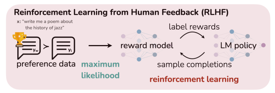 Reinforcement Learning from Human Feedback (RLHF)
x: "write me a poem about
the history of jazz"
label rewards
reward model
LM policy
preference data
maximum
likelihood
sample completions
reinforcement learning